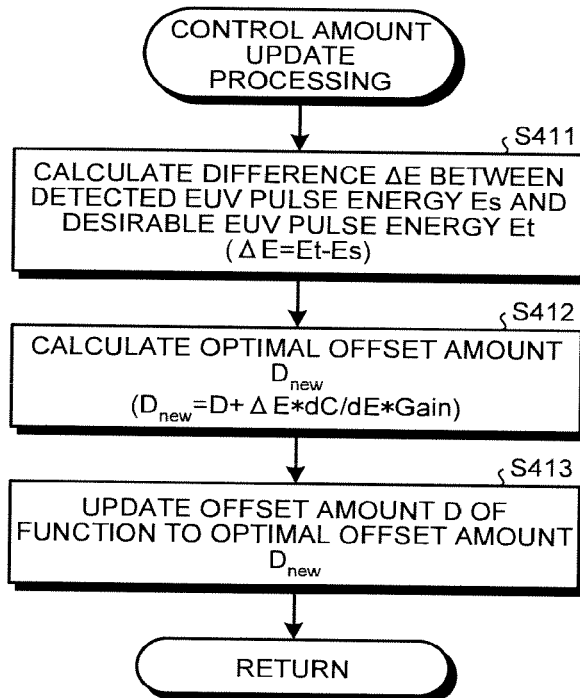 CONTROL AMOUNT
UPDATE
PROCESSING
S411
CALCULATE DIFFERENCE ΔE BETWEEN
DETECTED EUV PULSE ENERGY Es AND
DESIRABLE EUV PULSE ENERGY Et
(ΔE=Et-Es)
S412
CALCULATE OPTIMAL OFFSET AMOUNT
Dnew
(Dnew=D+ΔE*dC/dE*Gain)
S413
UPDATE OFFSET AMOUNT D OF
FUNCTION TO OPTIMAL OFFSET AMOUNT
Dnew
RETURN